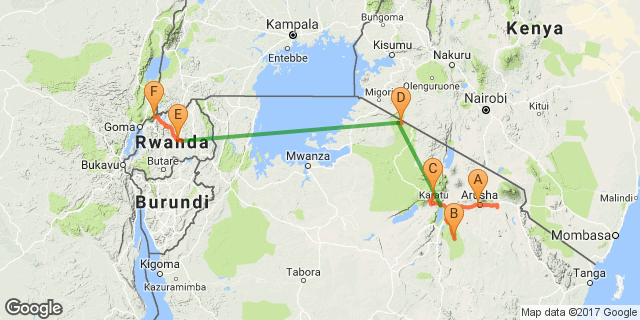 Kampala
Bungoma
Kenya
Entebbe
Kisumu
Nakuru
Olenguruone
Migori
Kitui
Nairobi
F
D
Goma
E
Rwanda
Bukavu
Butare
Mwanza
C
A
Karatu
Arusha
Malindi
B
Burundi
Mombasa
Kigoma
Kazuramimba
Tabora
Tanga
Google
Map data ©2017 Google